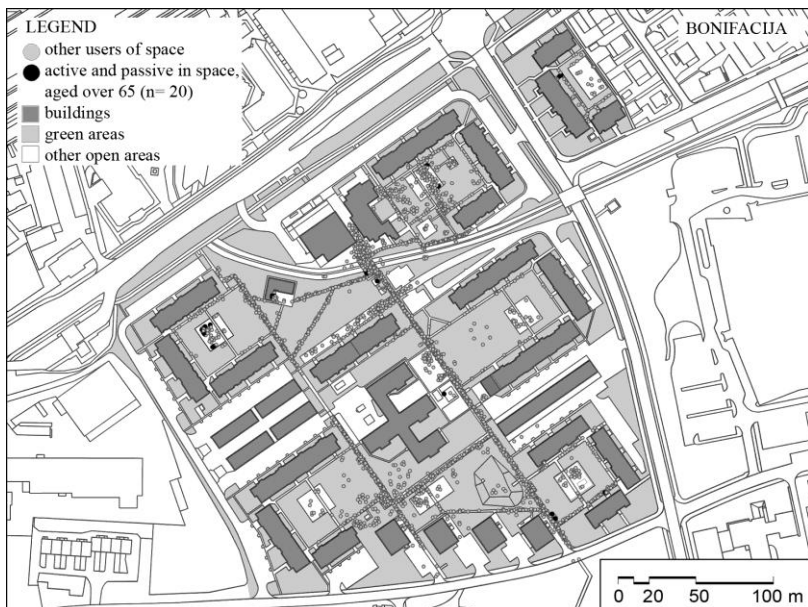 LEGEND
other users of space
active and passive in space,
aged over 65 (n= 20)
buildings
green areas
other open areas
BONIFACIJA
0 10 20 50 100 m